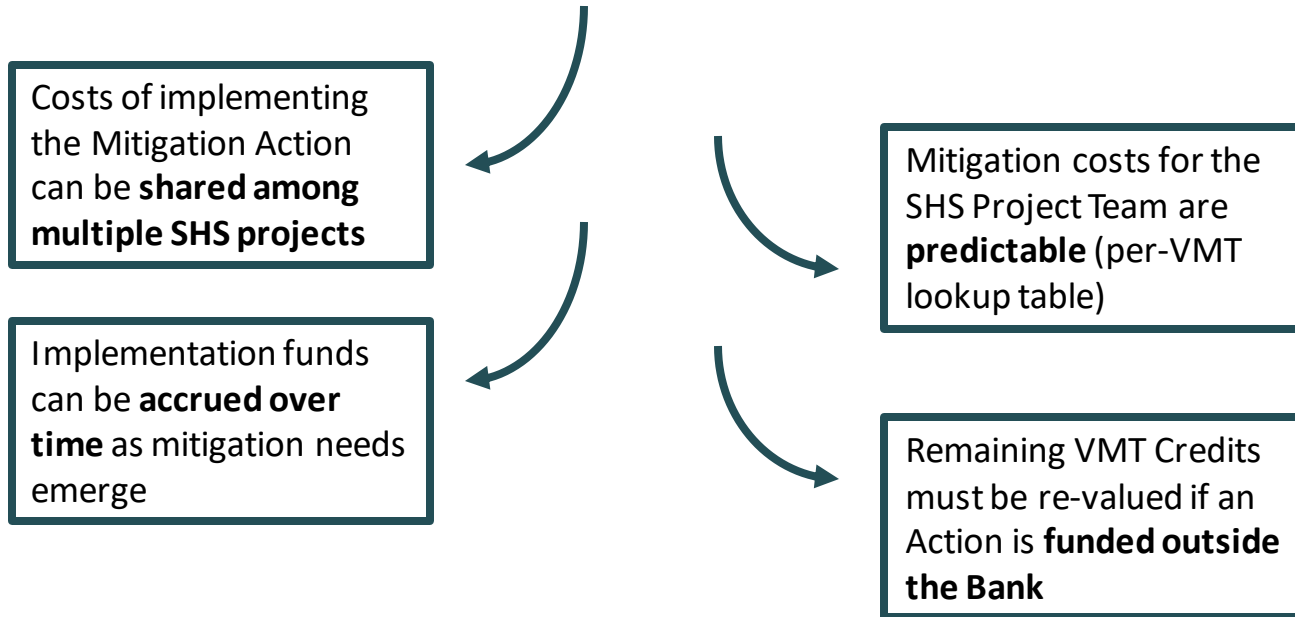 Costs of implementing
the Mitigation Action
can be shared among
multiple SHS projects
Implementation funds
can be accrued over
time as mitigation needs
emerge
Mitigation costs for the
SHS Project Team are
predictable (per-VMT
lookup table)
Remaining VMT Credits
must be re-valued if an
Action is funded outside
the Bank